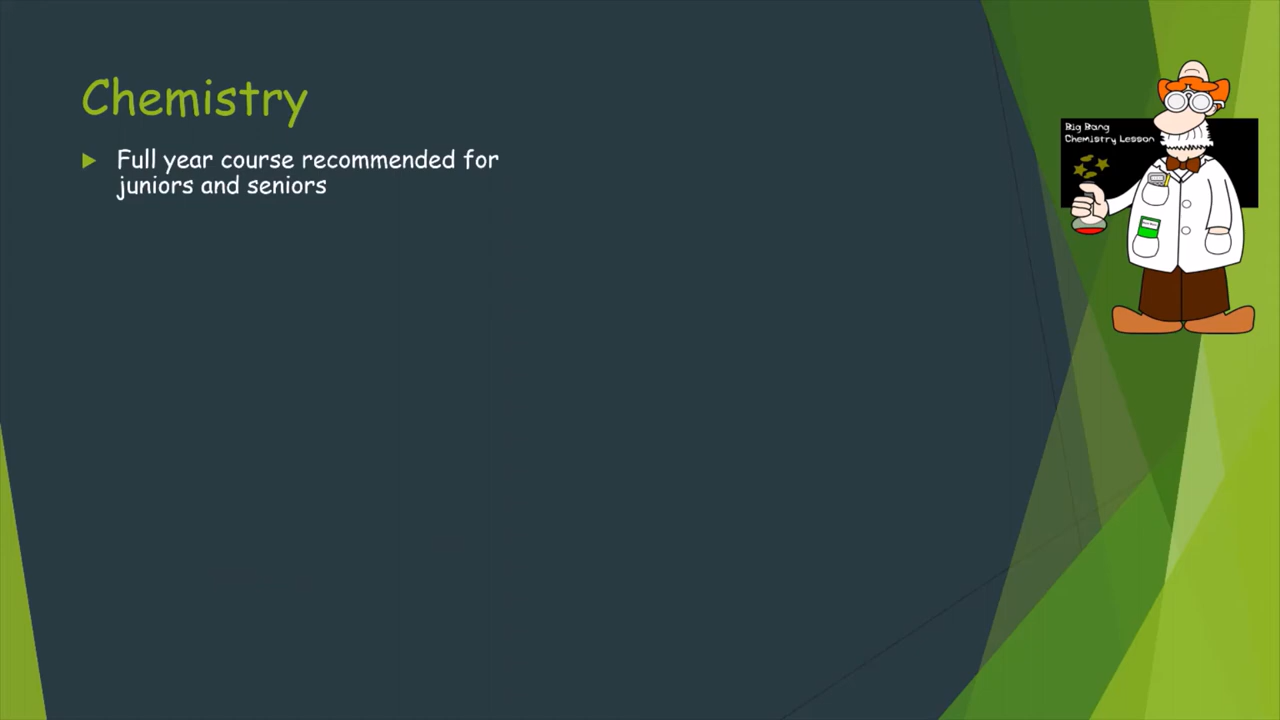 Chemistry
Full year course recommended for
juniors and seniors
Big Bang
Chemistry Lesson